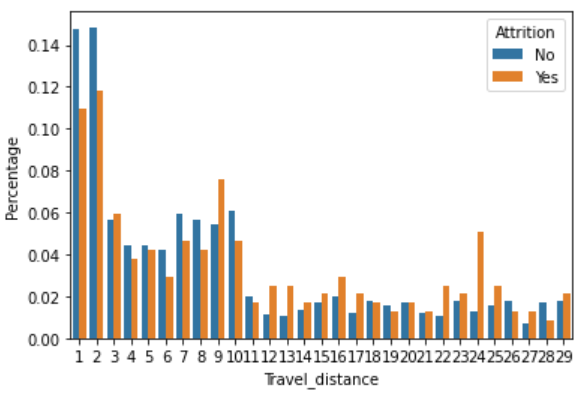 Attrition
No
Yes
Percentage
0.14
0.12
0.10
0.08
0.06
0.04
0.02
0.00
1 2 3 4 5 6 7 8 9 10 11 12 13 14 15 16 17 18 19 20 21 22 23 24 25 26 27 28 29
Travel_distance